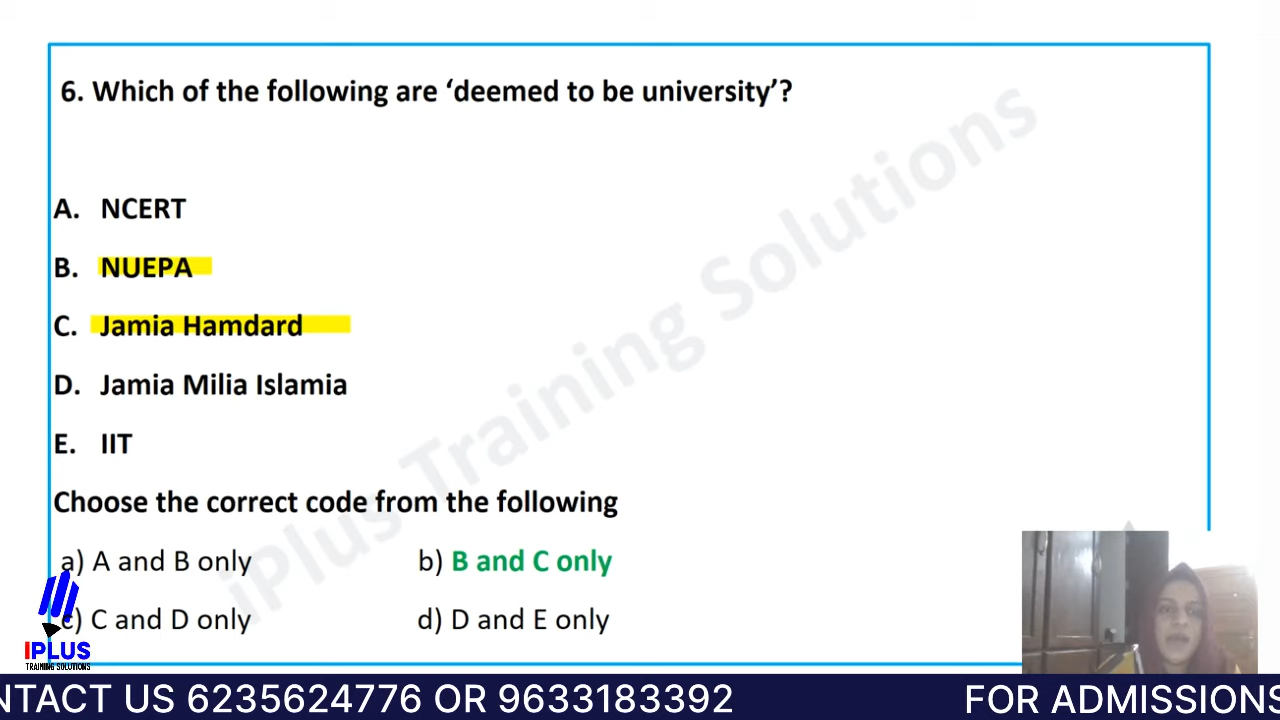 6. Which of the following are ‘deemed to be university’?
A. NCERT
B. NUEPA
C. Jamia Hamdard
D. Jamia Milia Islamia
E. IIT
Choose the correct code from the following
a) A and B only b) B and C only
c) C and D only d) D and E only
iPlus Training Solutions
IPLUS
TRAINING SOLUTIONS
NTACT US 6235624776 OR 9633183392 FOR ADMISSIONS